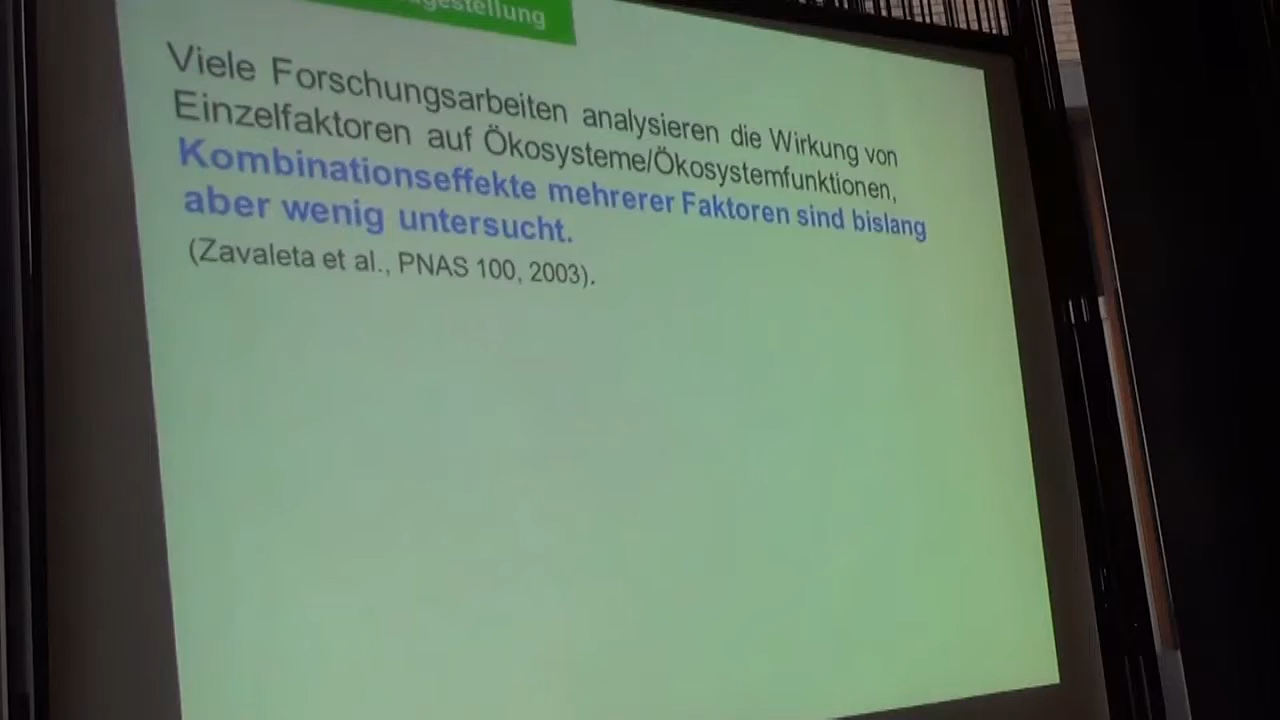 Viele Forschungsarbeiten analysieren die Wirkung von
Einzelfaktoren auf Ökosysteme/Ökosystemfunktionen,
Kombinationseffekte mehrerer Faktoren sind bislang
aber wenig untersucht.
(Zavaleta et al., PNAS 100, 2003).